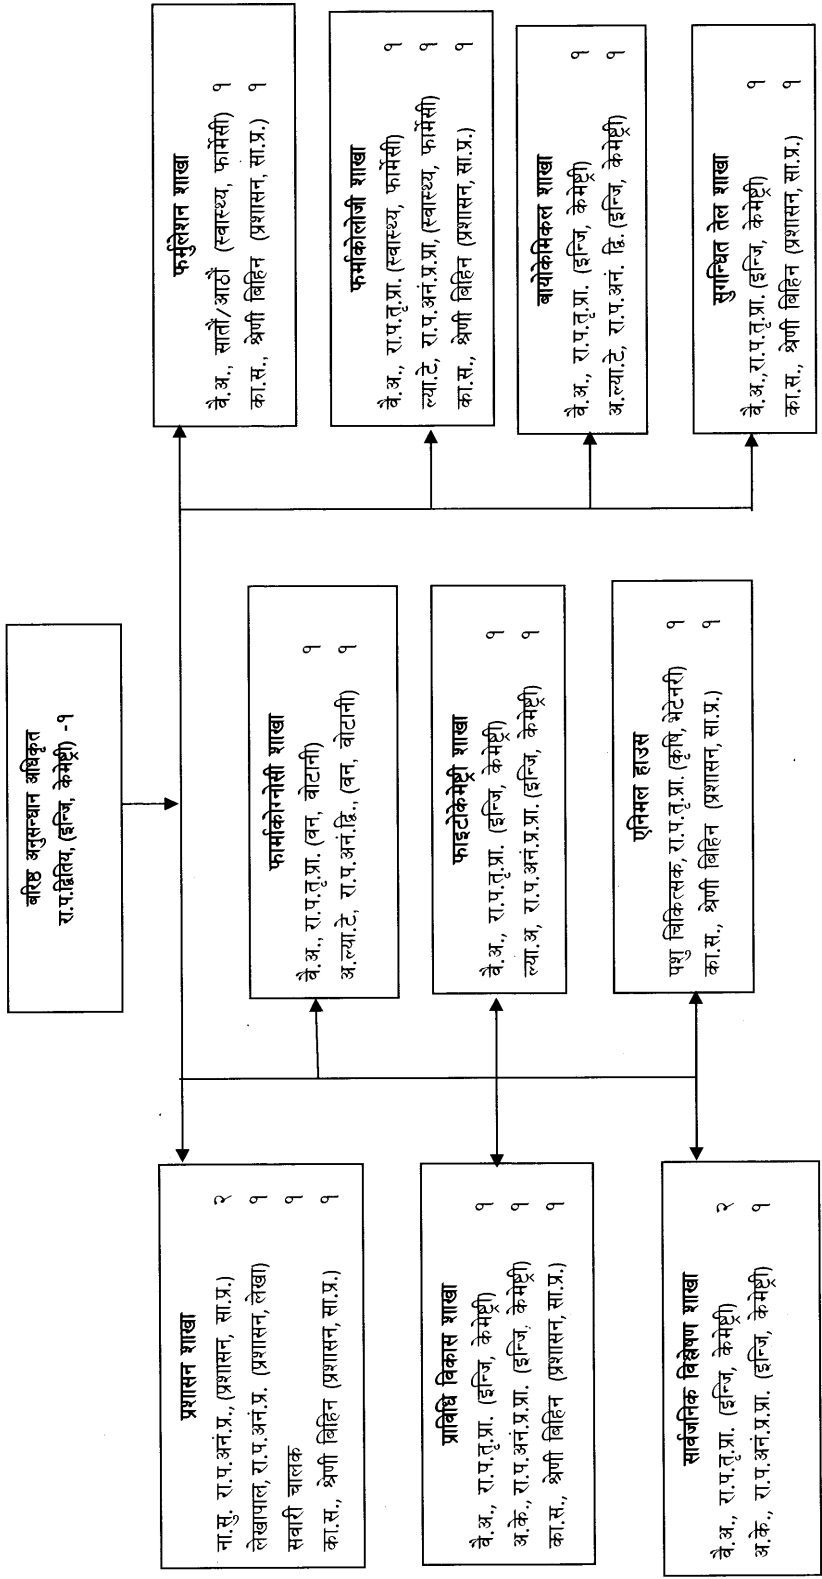 बरिष्ठ अनुसन्धान अधिकृत
रा.प.द्वितिय, (इन्जि, केमेष्ट्री) -१
प्रशासन शाखा
ना.सु. रा.प.अनं.प्र., (प्रशासन, सा.प्र.) २
लेखापाल, रा.प.अनं.प्र. (प्रशासन, लेखा) १
सवारी चालक १
का.स., श्रेणी बिहिन (प्रशासन, सा.प्र.) १
प्राविधि विकास शाखा
वै.अ., रा.प.तृ.प्रा. (इन्जि, केमेष्ट्री) १
अ.के., रा.प.अनं.प्र.प्रा. (इन्जि, केमेष्ट्री) १
का.स., श्रेणी बिहिन (प्रशासन, सा.प्र.) १
सार्वजनिक विश्लेषण शाखा
वै.अ., रा.प.तृ.प्रा. (इन्जि, केमेष्ट्री) २
अ.के., रा.प.अनं.प्र.प्रा. (इन्जि, केमेष्ट्री) १
फार्माकोग्नोसी शाखा
वै.अ., रा.प.तृ.प्रा. (वन, वोटानी) १
अ.ल्या.टे, रा.प.अनं.द्वि., (वन, वोटानी) १
फाइटोकेमेष्ट्री शाखा
वै.अ., रा.प.तृ.प्रा. (इन्जि, केमेष्ट्री) १
ल्या.अ, रा.प.अनं.प्र.प्रा. (इन्जि, केमेष्ट्री) १
एनिमल हाउस
पशु चिकित्सक, रा.प.तृ.प्रा. (कृषि, भेटेनरी) १
का.स., श्रेणी बिहिन (प्रशासन, सा.प्र.) १
फर्मुलेशन शाखा
वै.अ., सातौं/आठौं (स्वास्थ्य, फार्मेसी) १
का.स., श्रेणी बिहिन (प्रशासन, सा.प्र.) १
फर्माकोलोजी शाखा
वै.अ., रा.प.तृ.प्रा. (स्वास्थ्य, फार्मेसी) १
ल्या.टे, रा.प.अनं.प्र.प्रा, (स्वास्थ्य, फार्मेसी) १
का.स., श्रेणी बिहिन (प्रशासन, सा.प्र.) १
बायोकेमिकल शाखा
वै.अ., रा.प.तृ.प्रा. (इन्जि, केमेष्ट्री) १
अ.ल्या.टे, रा.प.अनं. द्वि. (इन्जि, केमेष्ट्री) १
सुगन्धित तेल शाखा
वै.अ.,रा.प.तृ.प्रा. (इन्जि, केमेष्ट्री) १
का.स., श्रेणी बिहिन (प्रशासन, सा.प्र.) १